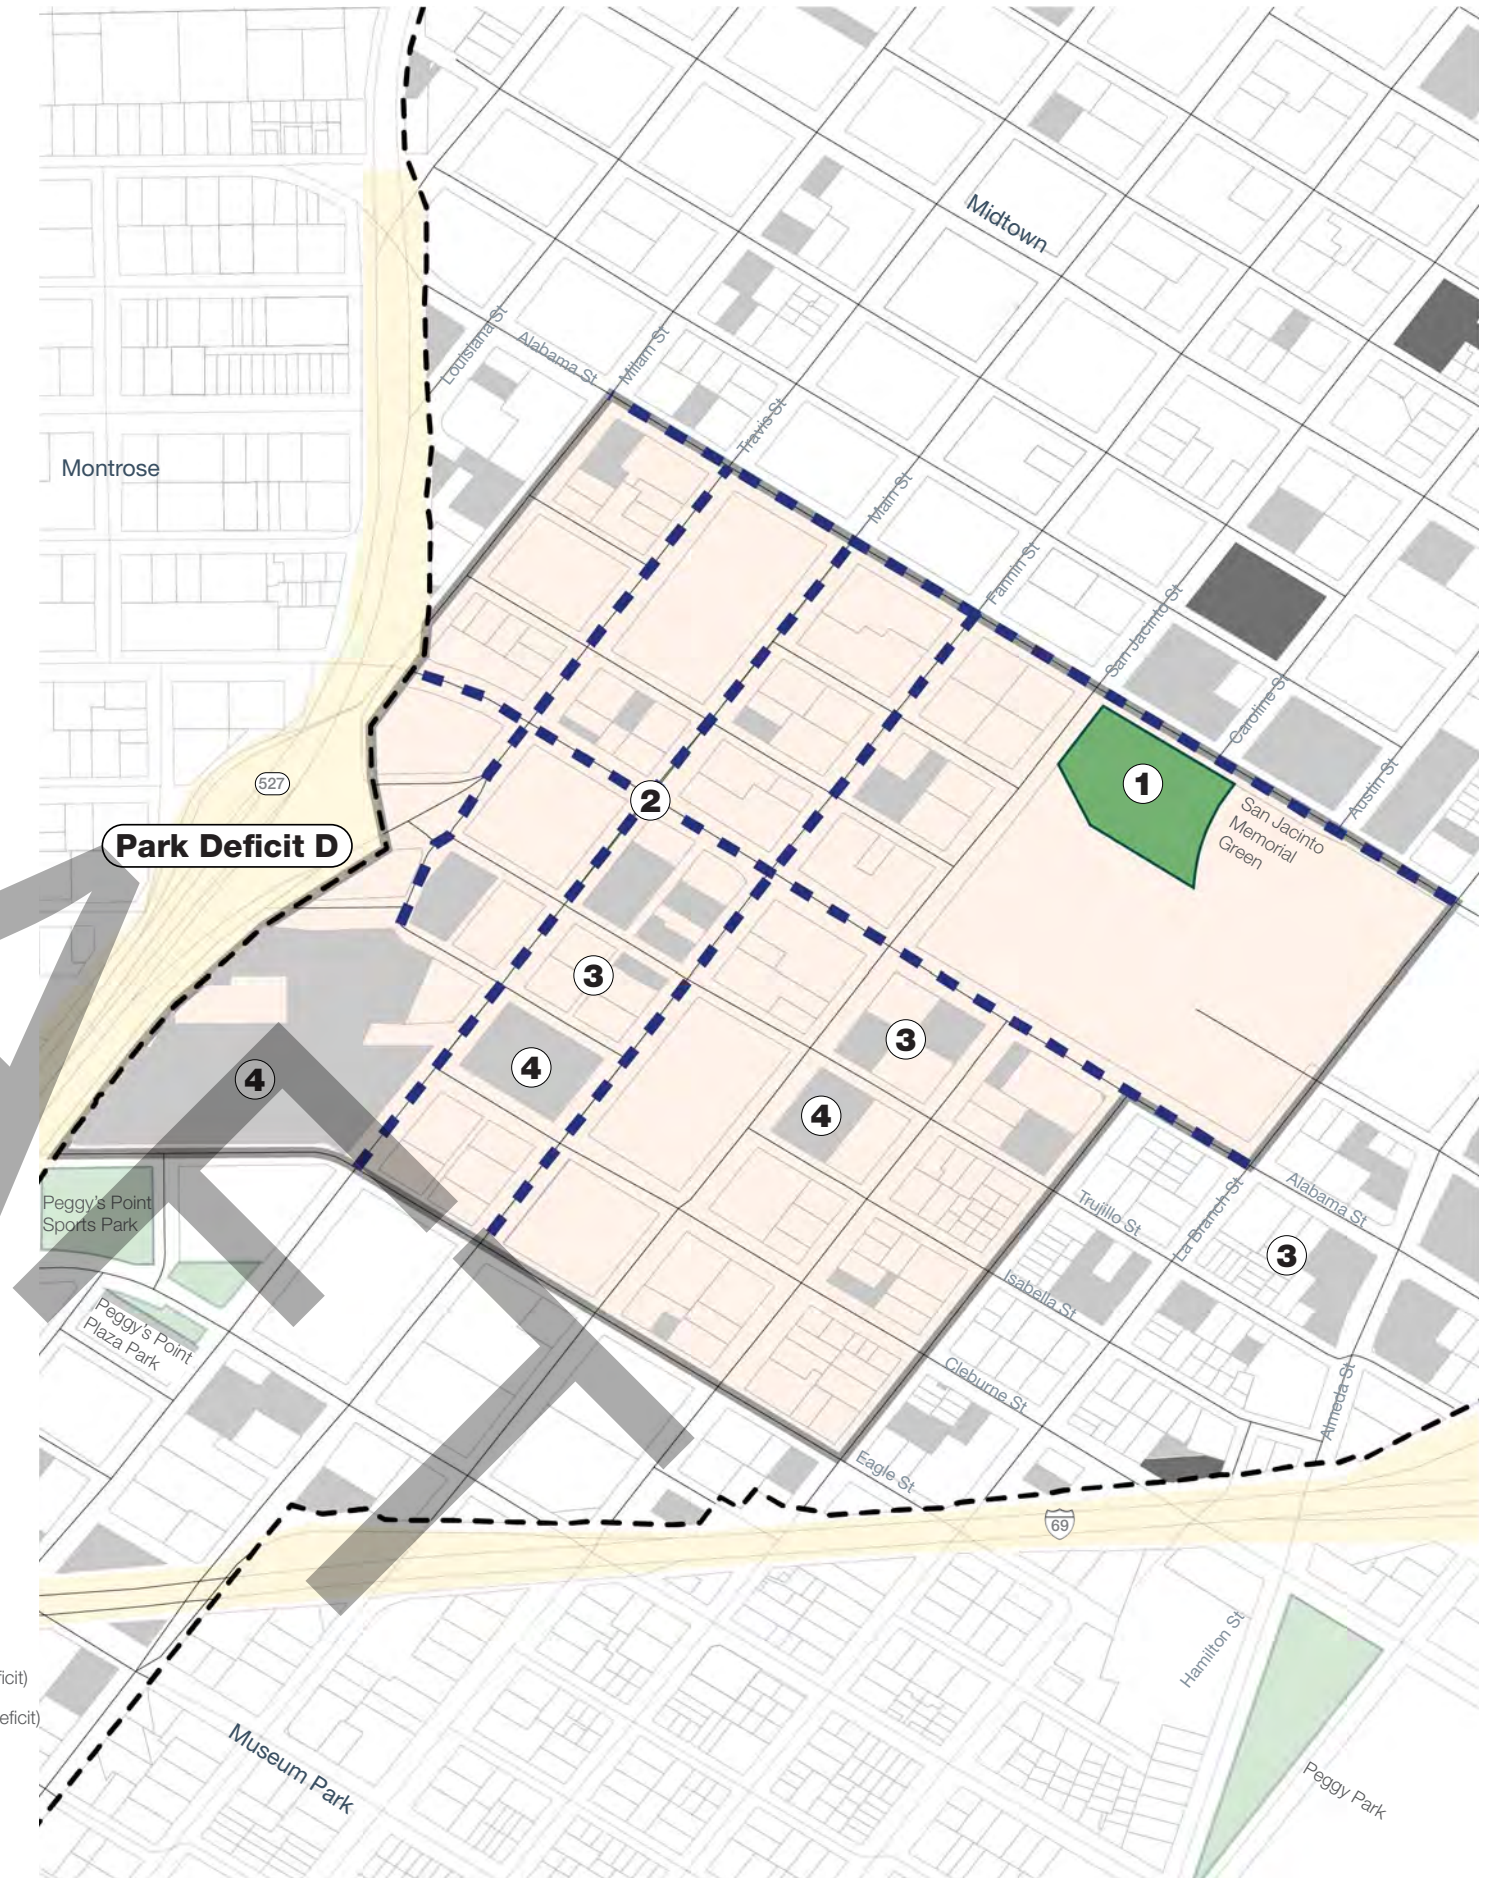 Midtown
Louisiana St
Alabama St
Milam St
Montrose
Travis St
Main St
Fannin St
San Jacinto St
Caroline St
Austin St
527
1
2
San Jacinto
Memorial
Green
Park Deficit D
3
3
4
4
4
Peggy's Point
Sports Park
Trujillo St
La Branch St
Alabama St
3
Isabella St
Peggy's Point
Plaza Park
Cleburne St
Almeda St
Eagle St
69
Hamilton St
ficit)
eficit)
Museum Park
Peggy Park